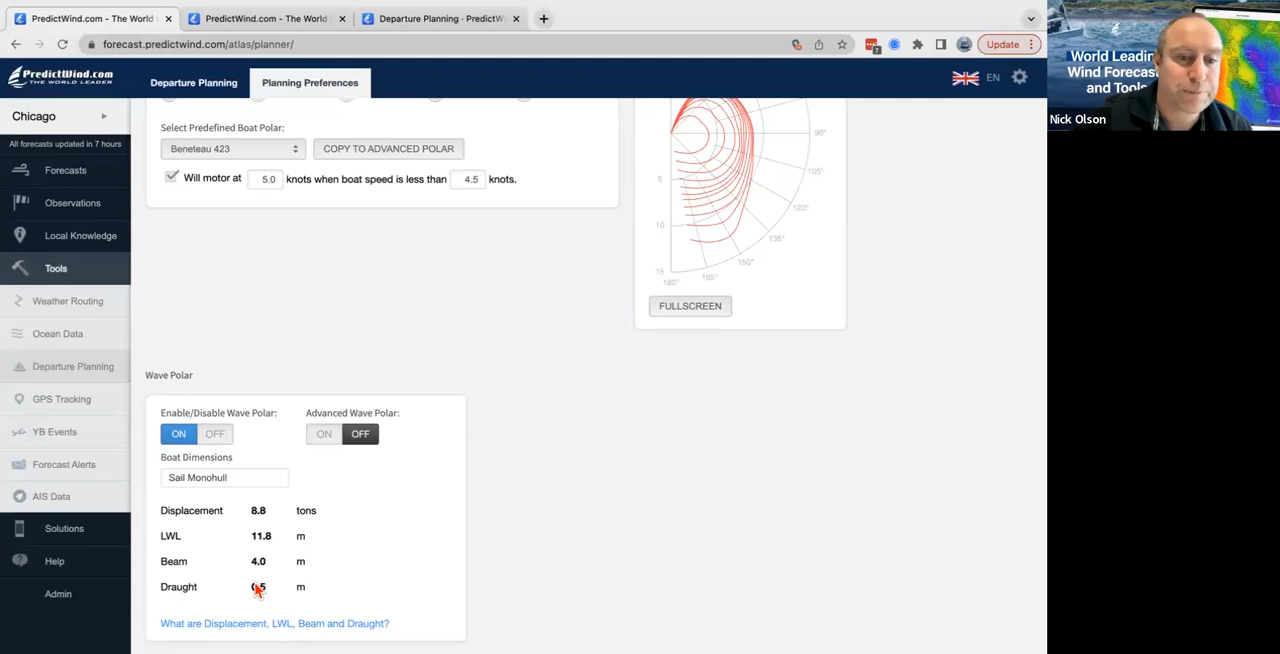 PredictWind.com - The World
PredictWind.com - The World
Departure Planning · PredictW
forecast.predictwind.com/atlas/planner/
7
Update
PredictWind.com
THE WORLD LEADER
Departure Planning
Planning Preferences
EN
World Leadin
Wind Forecas
and Tools
Nick Olson
Chicago
All forecasts updated in 7 hours
Forecasts
Observations
Local Knowledge
Tools
Weather Routing
Ocean Data
Departure Planning
GPS Tracking
YB Events
Forecast Alerts
AIS Data
Solutions
Help
Admin
Select Predefined Boat Polar:
Beneteau 423
COPY TO ADVANCED POLAR
Will motor at 5.0 knots when boat speed is less than 4.5 knots.
90°
105°
120°
135°
150°
165°
180°
5
10
15
FULLSCREEN
Wave Polar
Enable/Disable Wave Polar:
ON OFF
Advanced Wave Polar:
ON OFF
Boat Dimensions
Sail Monohull
Displacement 8.8 tons
LWL 11.8 m
Beam 4.0 m
Draught m
What are Displacement, LWL, Beam and Draught?